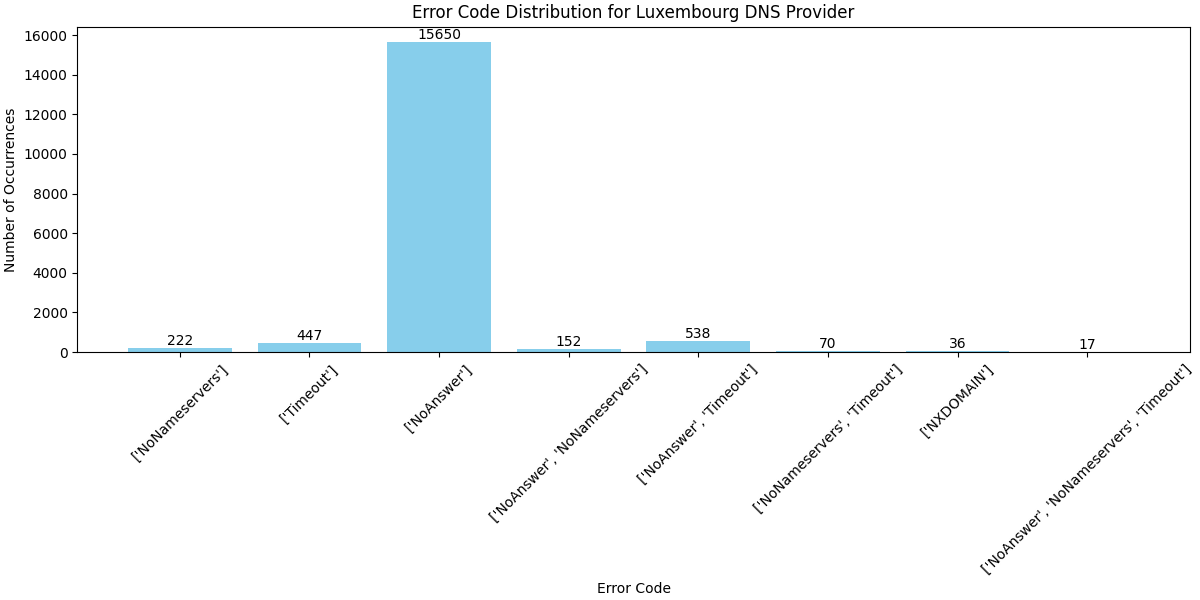 Error Code Distribution for Luxembourg DNS Provider
Number of Occurrences
16000
14000
12000
10000
8000
6000
4000
2000
0
222
447
15650
152
538
70
36
17
['NoNameservers']
['Timeout']
['NoAnswer']
['NoAnswer', 'NoNameservers']
['NoAnswer', 'Timeout']
['NoNameservers', 'Timeout']
['NXDOMAIN']
['NoAnswer', 'NoNameservers', 'Timeout']
Error Code